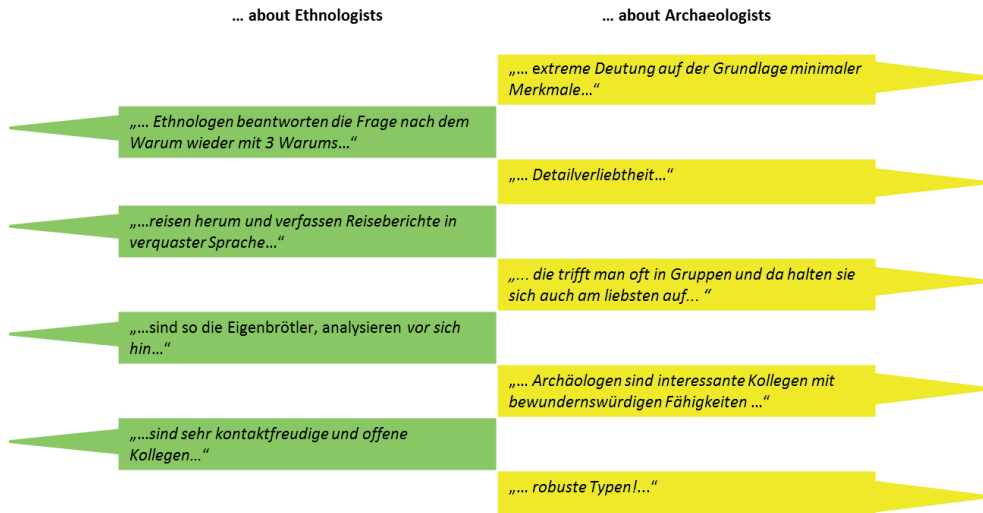 … about Ethnologists
… about Archaeologists
„… extreme Deutung auf der Grundlage minimaler
Merkmale…“
„… Ethnologen beantworten die Frage nach dem
Warum wieder mit 3 Warums…“
„… Detailverliebtheit…“
„…reisen herum und verfassen Reiseberichte in
verquaster Sprache…“
„... die trifft man oft in Gruppen und da halten sie
sich auch am liebsten auf... “
„…sind so die Eigenbrötler, analysieren vor sich
hin…“
„… Archäologen sind interessante Kollegen mit
bewundernswürdigen Fähigkeiten …“
„…sind sehr kontaktfreudige und offene
Kollegen…“
„… robuste Typen!...“